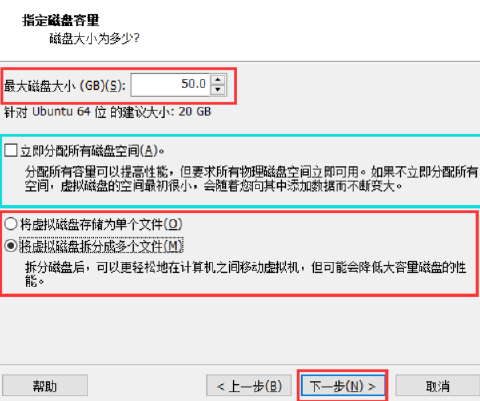 指定磁盘容量
磁盘大小为多少?
最大磁盘大小 (GB)(S): 50.0
针对 Ubuntu 64 位 的建议大小: 20 GB
立即分配所有磁盘空间(A)。
分配所有容量可以提高性能，但要求所有物理磁盘空间立即可用。如果不立即分配所有
空间，虚拟磁盘的空间最初很小，会随着您向其中添加数据而不断变大。
将虚拟磁盘存储为单个文件(O)
将虚拟磁盘拆分成多个文件(M)
拆分磁盘后，可以更轻松地在计算机之间移动虚拟机，但可能会降低大容量磁盘的性
能。
帮助 < 上一步(B) 下一步(N) > 取消